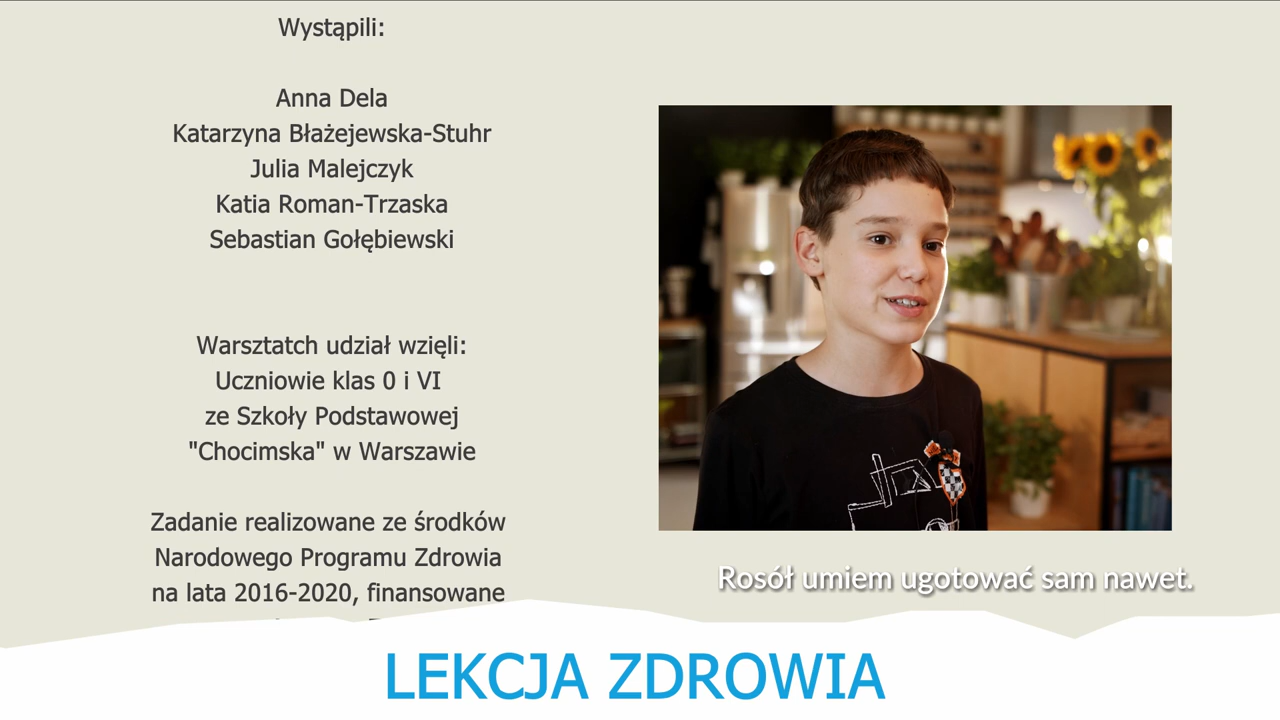 Wystąpili:
Anna Dela
Katarzyna Błażejewska-Stuhr
Julia Malejczyk
Katia Roman-Trzaska
Sebastian Gołębiewski
Warsztatch udział wzięli:
Uczniowie klas 0 i VI
ze Szkoły Podstawowej
"Chocimska" w Warszawie
Zadanie realizowane ze środków
Narodowego Programu Zdrowia
na lata 2016-2020, finansowane
Rosół umiem ugotować sam nawet.
LEKCJA ZDROWIA